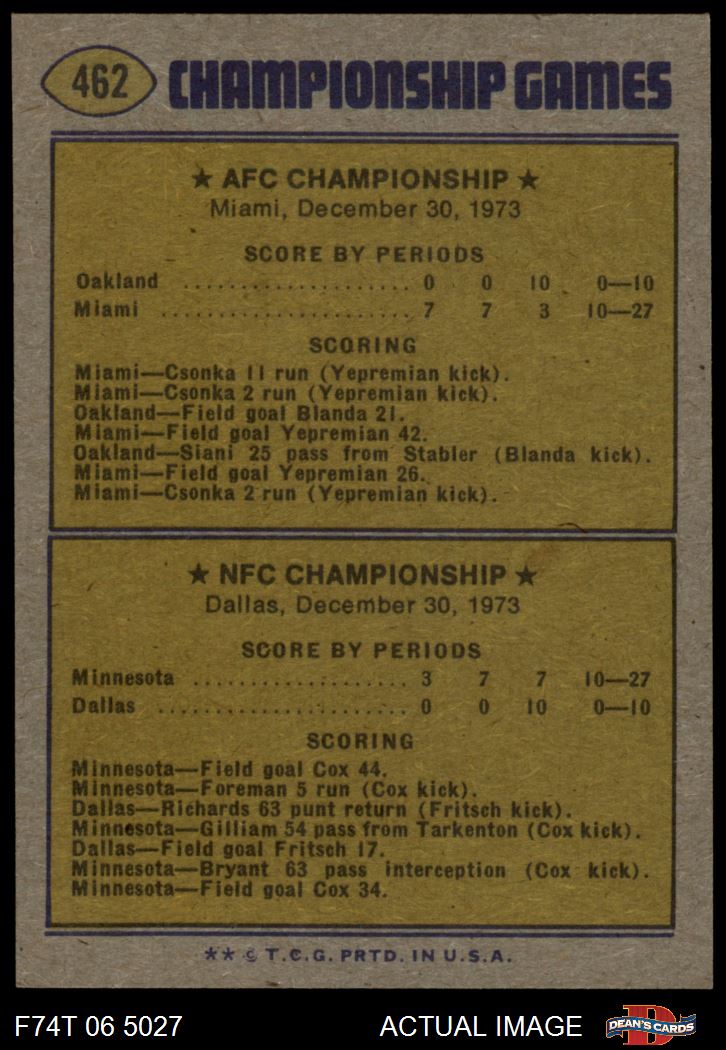 462 CHAMPIONSHIP GAMES
★ AFC CHAMPIONSHIP ★
Miami, December 30, 1973
SCORE BY PERIODS
Oakland .................... 0 0 10 0—10
Miami ...................... 7 7 3 10—27
SCORING
Miami—Csonka 11 run (Yepremian kick).
Miami—Csonka 2 run (Yepremian kick).
Oakland—Field goal Blanda 21.
Miami—Field goal Yepremian 42.
Oakland—Siani 25 pass from Stabler (Blanda kick).
Miami—Field goal Yepremian 26.
Miami—Csonka 2 run (Yepremian kick).
★ NFC CHAMPIONSHIP ★
Dallas, December 30, 1973
SCORE BY PERIODS
Minnesota ................... 3 7 7 10—27
Dallas ...................... 0 0 10 0—10
SCORING
Minnesota—Field goal Cox 44.
Minnesota—Foreman 5 run (Cox kick).
Dallas—Richards 63 punt return (Fritsch kick).
Minnesota—Gilliam 54 pass from Tarkenton (Cox kick).
Dallas—Field goal Fritsch 17.
Minnesota—Bryant 63 pass interception (Cox kick).
Minnesota—Field goal Cox 34.
★★ © T.C.G. PRTD. IN U.S.A.
F74T 06 5027 ACTUAL IMAGE D DEAN'S CARDS